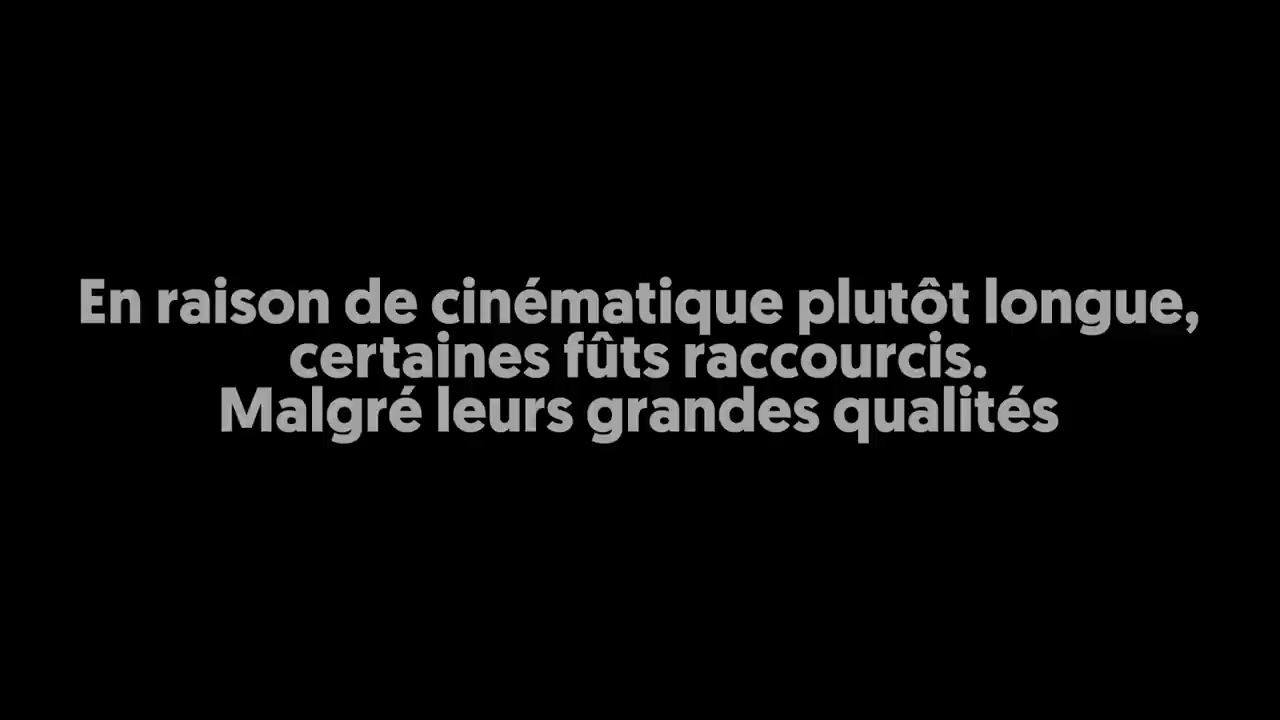 En raison de cinématique plutôt longue,
certaines fûts raccourcis.
Malgré leurs grandes qualités